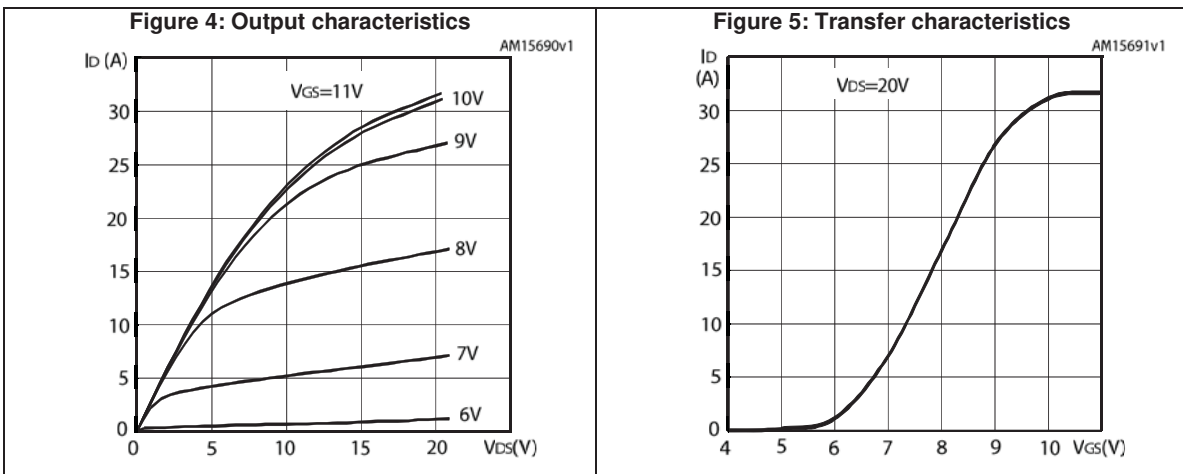 Figure 4: Output characteristics
AM15690v1
ID (A)
VGS=11V
10V
9V
8V
7V
6V
30
25
20
15
10
5
0
0 5 10 15 20 VDS(V)
Figure 5: Transfer characteristics
AM15691v1
ID
(A)
VDS=20V
30
25
20
15
10
5
0
4 5 6 7 8 9 10 VGS(V)